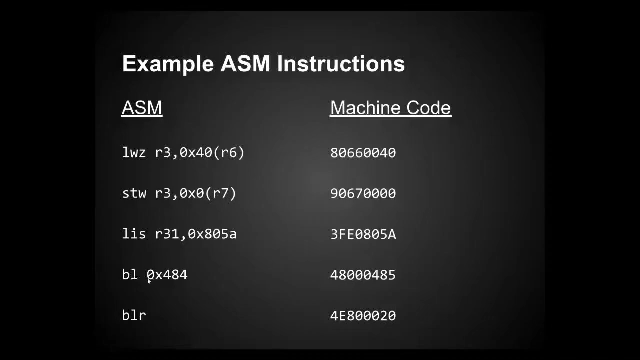 Example ASM Instructions
ASM Machine Code
lwz r3,0x40(r6) 80660040
stw r3,0x0(r7) 90670000
lis r31,0x805a 3FE0805A
bl 0x484 48000485
blr 4E800020